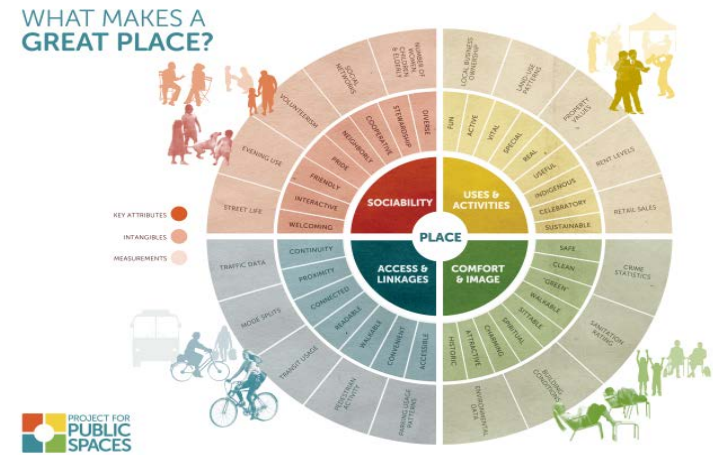 WHAT MAKES A
GREAT PLACE?
KEY ATTRIBUTES
INTANGIBLES
MEASUREMENTS
PLACE
SOCIABILITY
DIVERSE
STEWARDSHIP
COOPERATIVE
NEIGHBORLY
PRIDE
FRIENDLY
INTERACTIVE
WELCOMING
NUMBER OF
WOMEN,
CHILDREN
& ELDERLY
SOCIAL
NETWORKS
VOLUNTEERISM
EVENING USE
STREET LIFE
USES &
ACTIVITIES
FUN
ACTIVE
VITAL
SPECIAL
REAL
USEFUL
INDIGENOUS
CELEBRATORY
SUSTAINABLE
LOCAL BUSINESS
OWNERSHIP
LAND-USE
PATTERNS
PROPERTY
VALUES
RENT LEVELS
RETAIL SALES
ACCESS &
LINKAGES
CONTINUITY
PROXIMITY
CONNECTED
READABLE
WALKABLE
CONVENIENT
ACCESSIBLE
TRAFFIC DATA
MODE SPLITS
TRANSIT USAGE
PEDESTRIAN
ACTIVITY
PARKING USAGE
PATTERNS
COMFORT
& IMAGE
SAFE
CLEAN
"GREEN"
WALKABLE
SITTABLE
SPIRITUAL
CHARMING
ATTRACTIVE
HISTORIC
CRIME
STATISTICS
SANITATION
RATING
BUILDING
CONDITIONS
ENVIRONMENTAL
DATA
PROJECT FOR
PUBLIC
SPACES